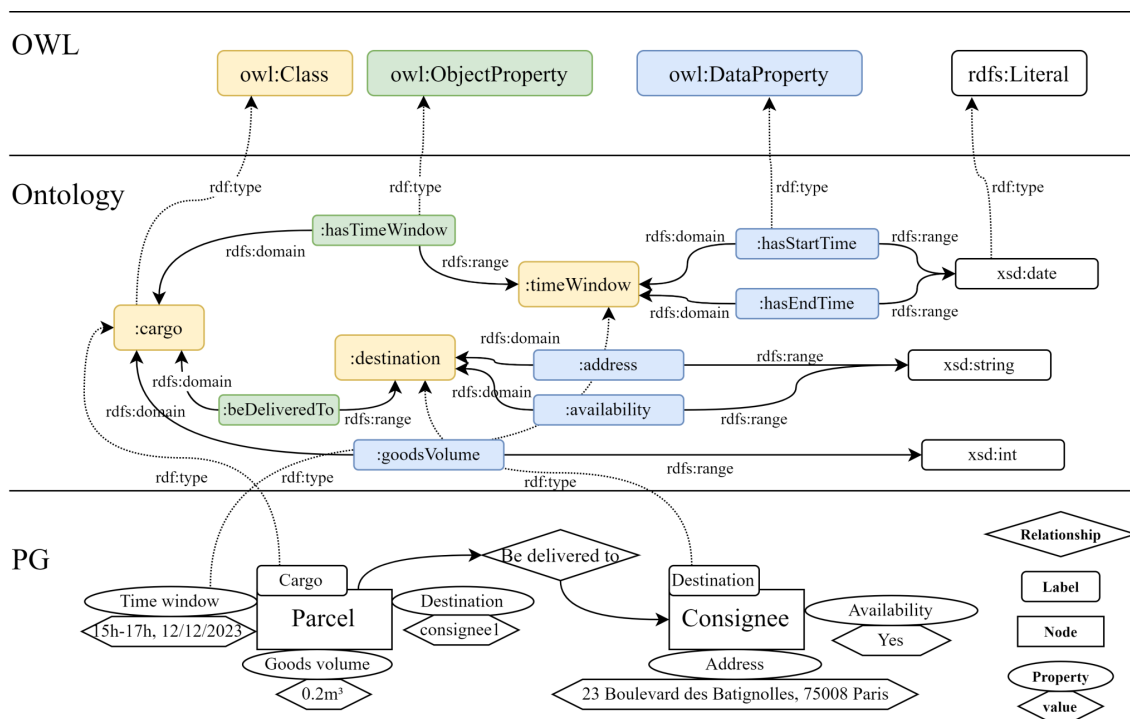 OWL
owl:Class
owl:ObjectProperty
owl:DataProperty
rdfs:Literal
Ontology
rdf:type
rdf:type
rdf:type
rdf:type
:hasTimeWindow
rdfs:domain
rdfs:range
rdfs:domain
:hasStartTime
rdfs:range
:timeWindow
xsd:date
:hasEndTime
rdfs:domain
rdfs:range
:cargo
:destination
rdfs:domain
:address
rdfs:range
xsd:string
rdfs:domain
rdfs:domain
:beDeliveredTo
rdfs:range
rdfs:domain
:availability
rdfs:range
:goodsVolume
rdfs:range
xsd:int
rdf:type
rdf:type
rdf:type
PG
Cargo
Parcel
Time window
15h-17h, 12/12/2023
Destination
consignee1
Goods volume
0.2m³
Be delivered to
Destination
Consignee
Availability
Yes
Address
23 Boulevard des Batignolles, 75008 Paris
Relationship
Label
Node
Property
value